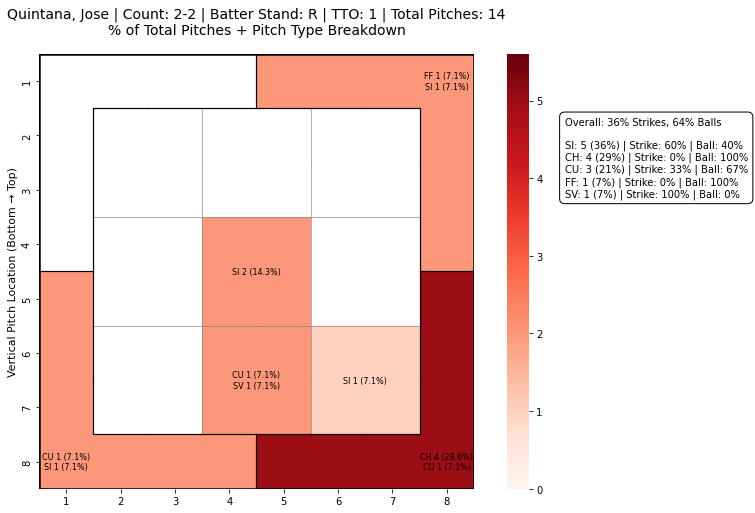 Quintana, Jose | Count: 2-2 | Batter Stand: R | TTO: 1 | Total Pitches: 14
% of Total Pitches + Pitch Type Breakdown
FF 1 (7.1%)
SI 1 (7.1%)
SI 2 (14.3%)
CU 1 (7.1%)
SV 1 (7.1%)
SI 1 (7.1%)
CU 1 (7.1%)
SI 1 (7.1%)
CH 4 (28.6%)
CU 1 (7.1%)
Vertical Pitch Location (Bottom → Top)
1
2
3
4
5
6
7
8
1 2 3 4 5 6 7 8
5
4
3
2
1
0
Overall: 36% Strikes, 64% Balls
SI: 5 (36%) | Strike: 60% | Ball: 40%
CH: 4 (29%) | Strike: 0% | Ball: 100%
CU: 3 (21%) | Strike: 33% | Ball: 67%
FF: 1 (7%) | Strike: 0% | Ball: 100%
SV: 1 (7%) | Strike: 100% | Ball: 0%